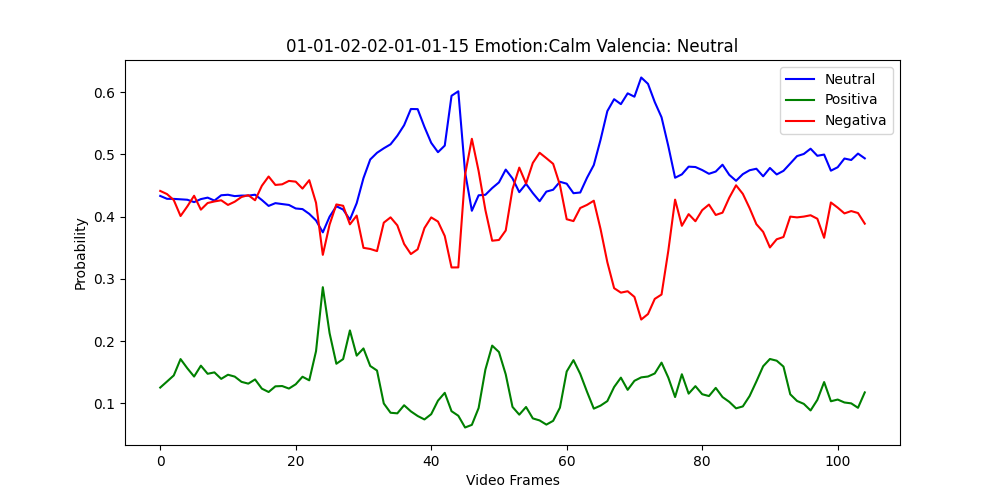 01-01-02-02-01-01-15 Emotion:Calm Valencia: Neutral
Neutral
Positiva
Negativa
Probability
0.6
0.5
0.4
0.3
0.2
0.1
0 20 40 60 80 100
Video Frames